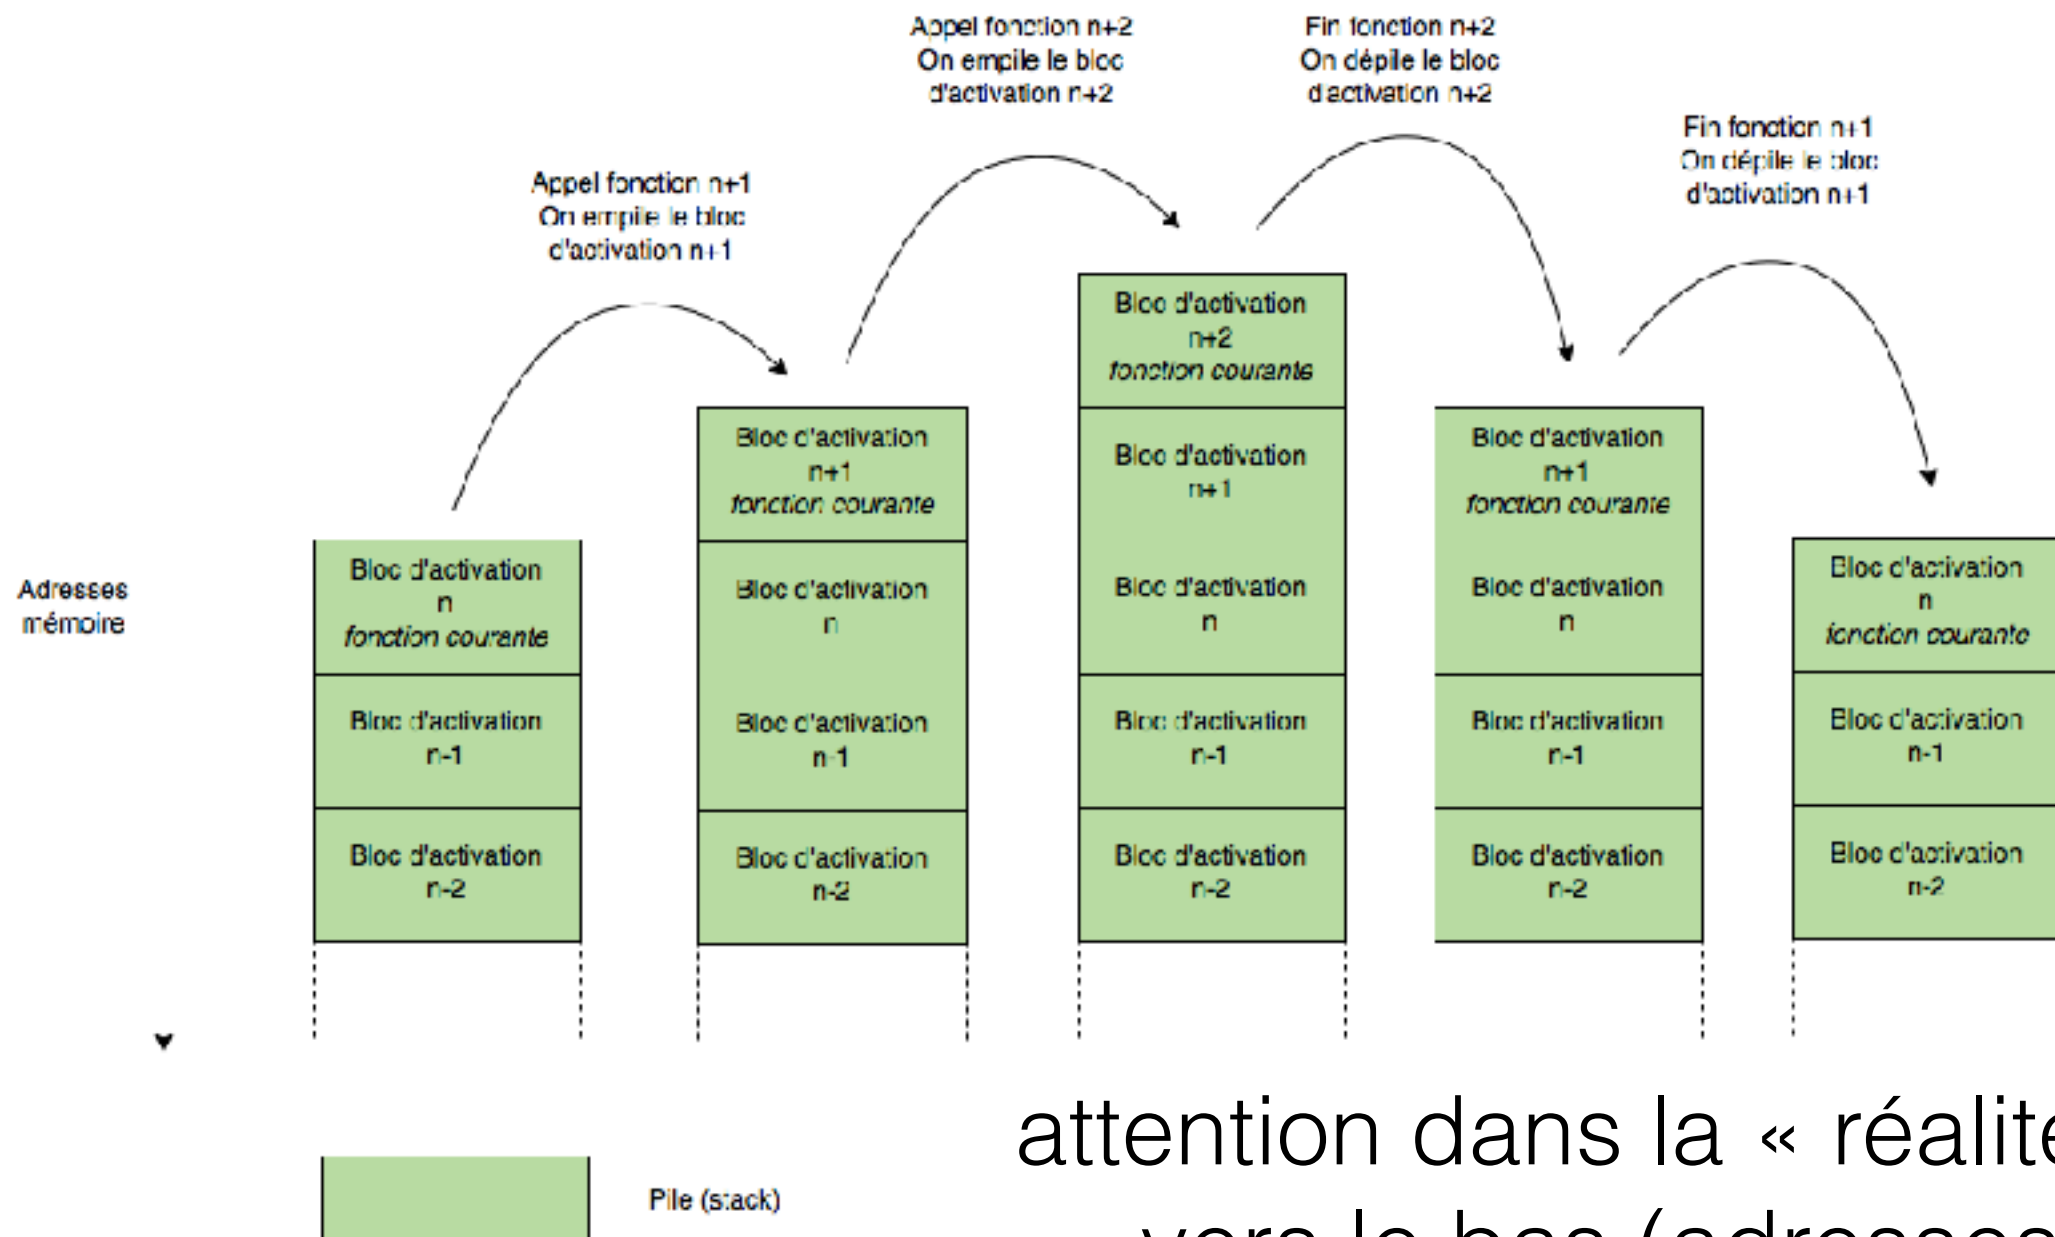 Appel fonction n+2
On empile le bloc
d'activation n+2
Fin fonction n+2
On dépile le bloc
d'activation n+2
Fin fonction n+1
On dépile le bloc
d'activation n+1
Appel fonction n+1
On empile le bloc
d'activation n+1
Adresses
mémoire
Bloc d'activation
n
fonction courante
Bloc d'activation
n-1
Bloc d'activation
n-2
Bloc d'activation
n+1
fonction courante
Bloc d'activation
n
Bloc d'activation
n-1
Bloc d'activation
n-2
Bloc d'activation
n+2
fonction courante
Bloc d'activation
n+1
Bloc d'activation
n
Bloc d'activation
n-1
Bloc d'activation
n-2
Bloc d'activation
n+1
fonction courante
Bloc d'activation
n
Bloc d'activation
n-1
Bloc d'activation
n-2
Bloc d'activation
n
fonction courante
Bloc d'activation
n-1
Bloc d'activation
n-2
Pile (stack)
attention dans la « réalité
vers le bas (adresses